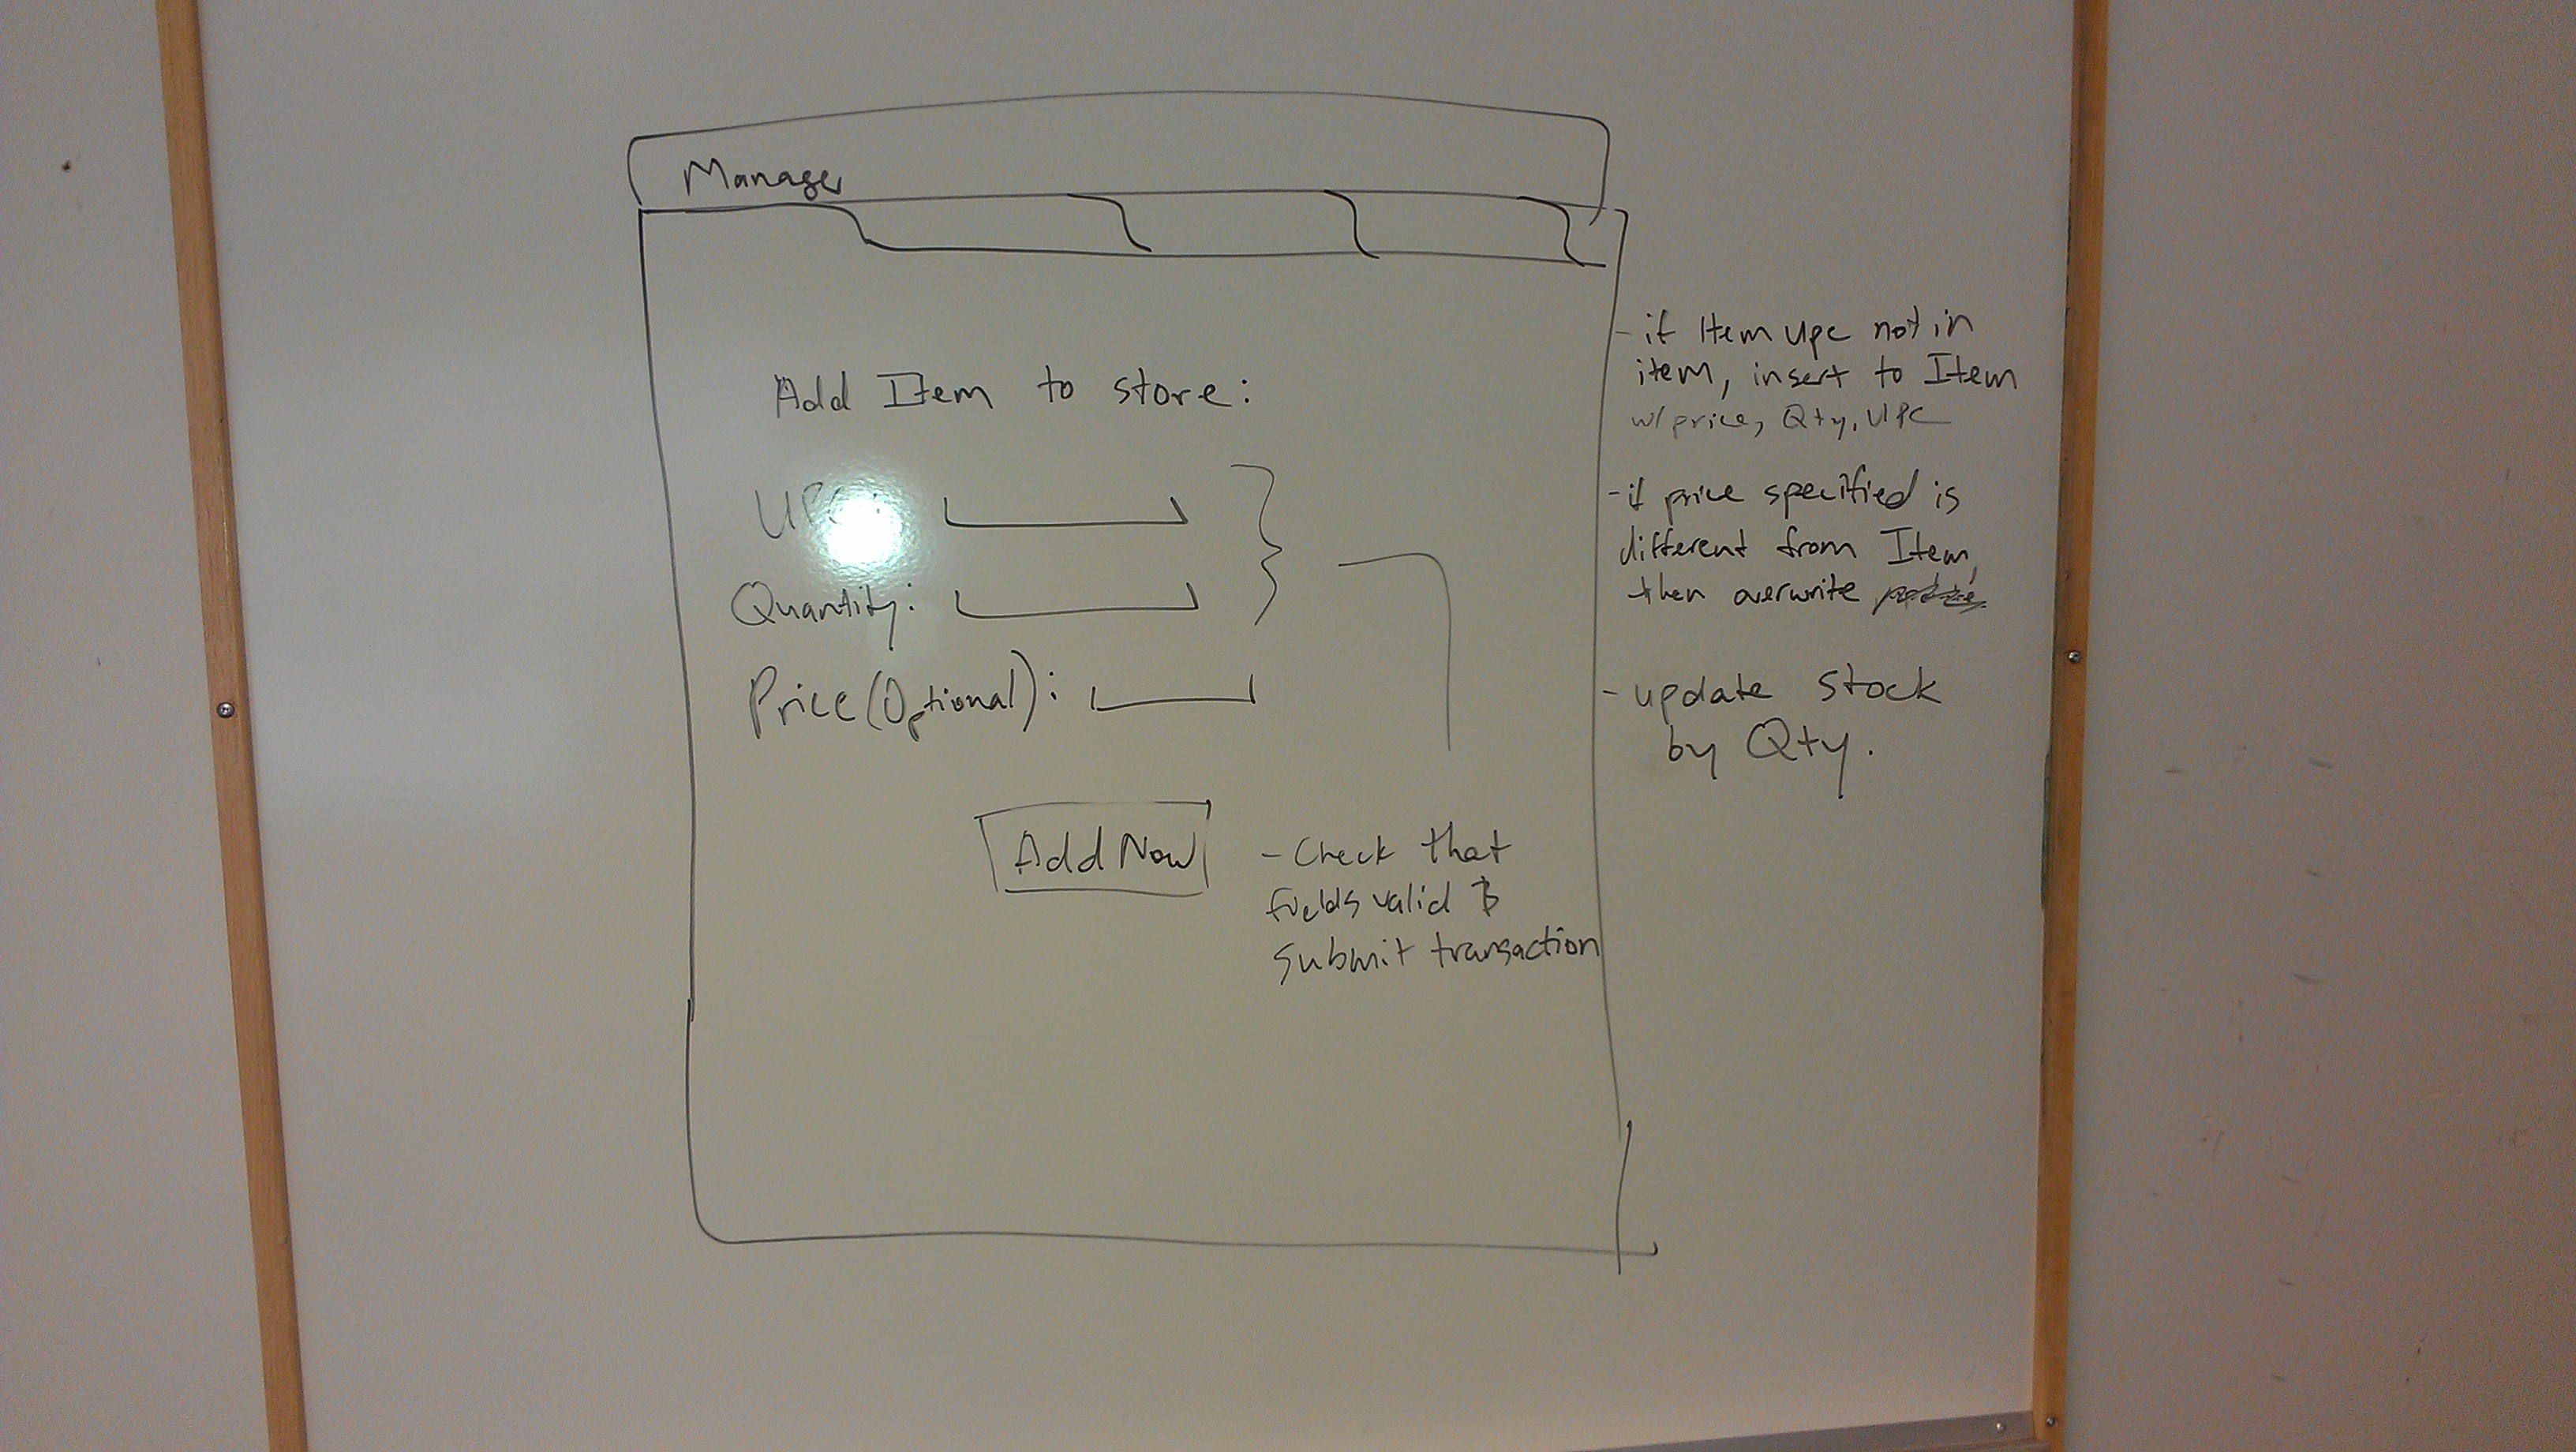 Manager
Add Item to store:
UPC:
Quantity:
Price (Optional):
Add Now
- Check that
fields valid &
submit transaction
- if Item upc not in
item, insert to Item
w/ price, Qty, UPC
- if price specified is
different from Item,
then overwrite
- update stock
by Qty.